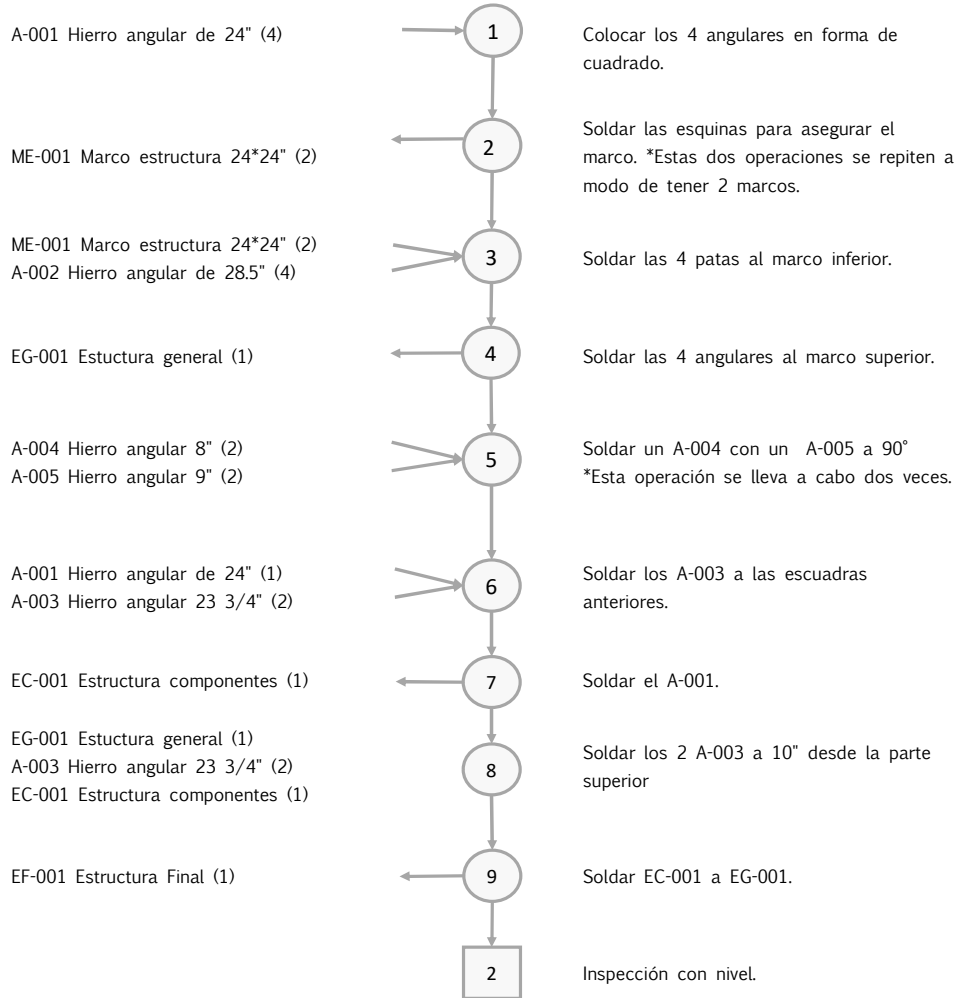 A-001 Hierro angular de 24" (4)
1
Colocar los 4 angulares en forma de
cuadrado.
ME-001 Marco estructura 24*24" (2)
2
Soldar las esquinas para asegurar el
marco. *Estas dos operaciones se repiten a
modo de tener 2 marcos.
ME-001 Marco estructura 24*24" (2)
A-002 Hierro angular de 28.5" (4)
3
Soldar las 4 patas al marco inferior.
EG-001 Estuctura general (1)
4
Soldar las 4 angulares al marco superior.
A-004 Hierro angular 8" (2)
A-005 Hierro angular 9" (2)
5
Soldar un A-004 con un A-005 a 90°
*Esta operación se lleva a cabo dos veces.
A-001 Hierro angular de 24" (1)
A-003 Hierro angular 23 3/4" (2)
6
Soldar los A-003 a las escuadras
anteriores.
EC-001 Estructura componentes (1)
7
Soldar el A-001.
EG-001 Estuctura general (1)
A-003 Hierro angular 23 3/4" (2)
EC-001 Estructura componentes (1)
8
Soldar los 2 A-003 a 10" desde la parte
superior
EF-001 Estructura Final (1)
9
Soldar EC-001 a EG-001.
2
Inspección con nivel.